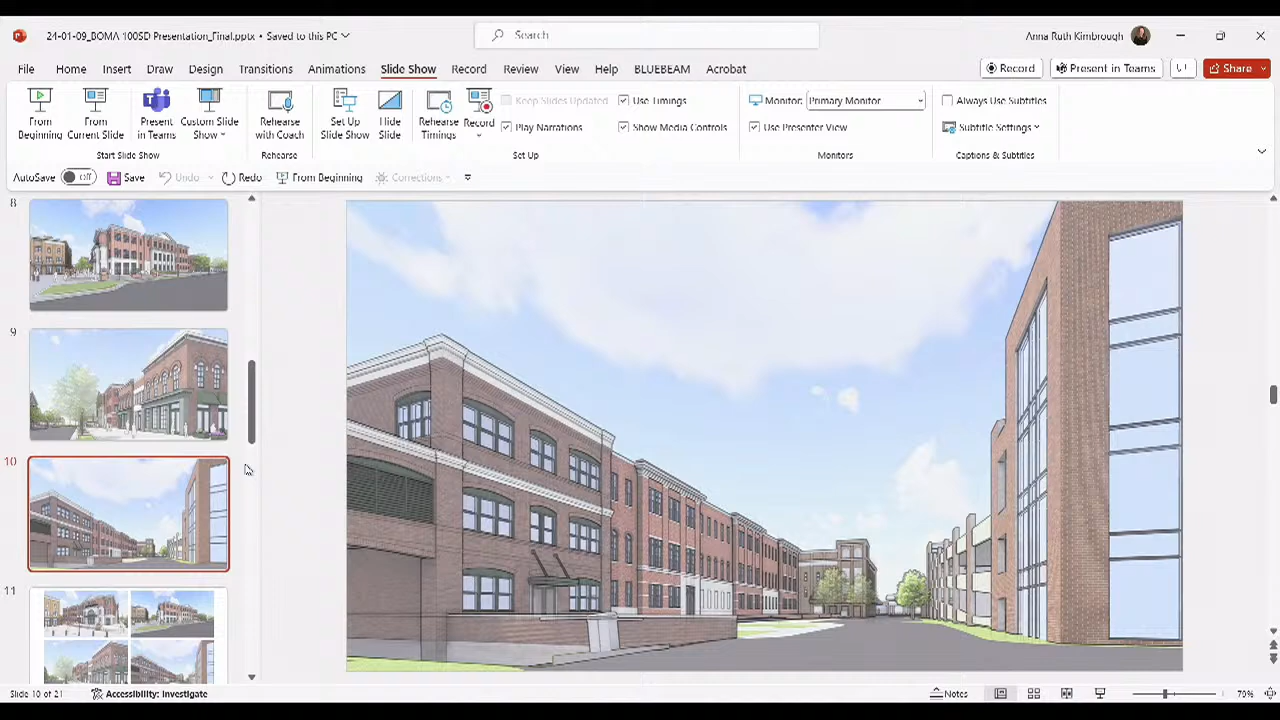 24-01-09_BOMA 100SD Presentation_Final.pptx • Saved to this PC
Search
Anna Ruth Kimbrough
File Home Insert Draw Design Transitions Animations Slide Show Record Review View Help BLUEBEAM Acrobat
Record Present in Teams Share
From Beginning
From Current Slide
Present in Teams
Custom Slide Show
Rehearse with Coach
Set Up Slide Show
Hide Slide
Rehearse Timings
Record
Keep Slides Updated
Play Narrations
Use Timings
Show Media Controls
Monitor: Primary Monitor
Use Presenter View
Always Use Subtitles
Subtitle Settings
Start Slide Show Rehearse Set Up Monitors Captions & Subtitles
AutoSave Off Save Undo Redo From Beginning Corrections
8
9
10
11
Slide 10 of 21 Accessibility: Investigate Notes 79%